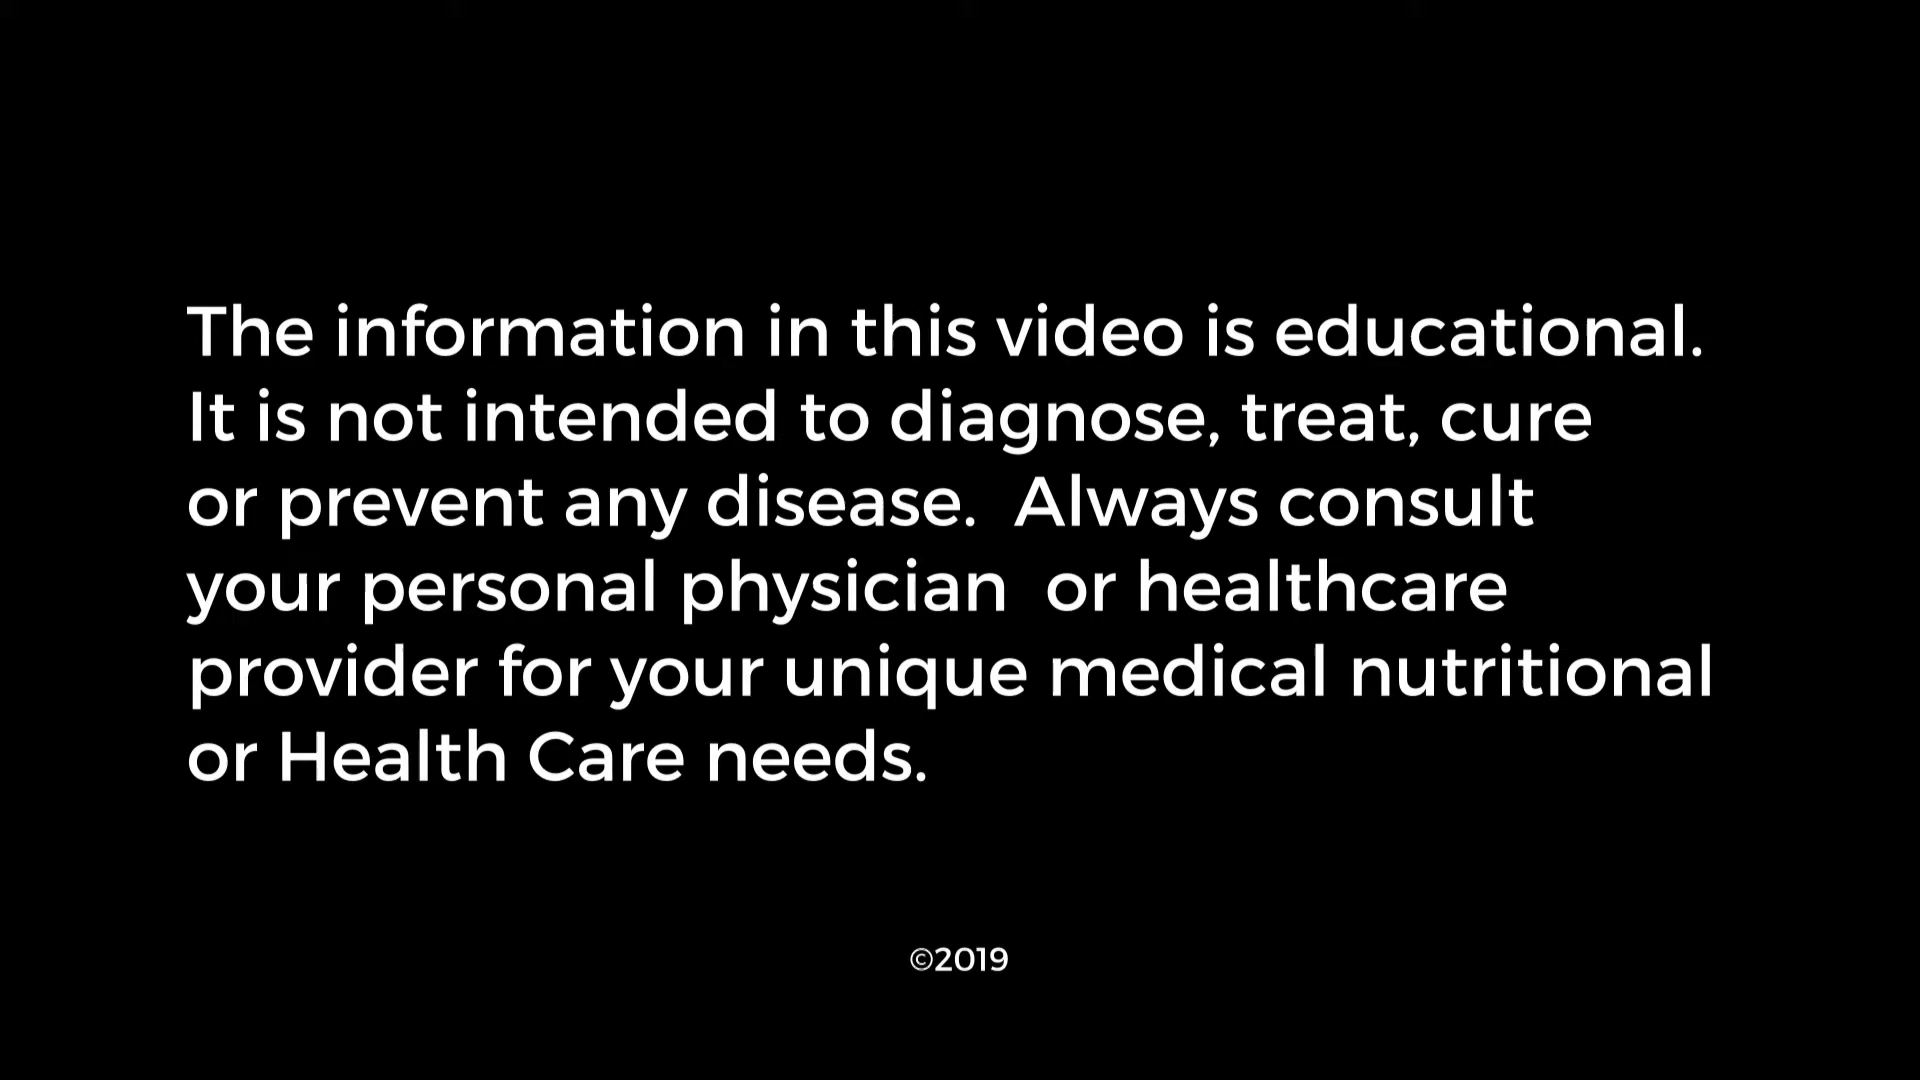 The information in this video is educational.
It is not intended to diagnose, treat, cure
or prevent any disease.  Always consult
your personal physician  or healthcare
provider for your unique medical nutritional
or Health Care needs.
©2019